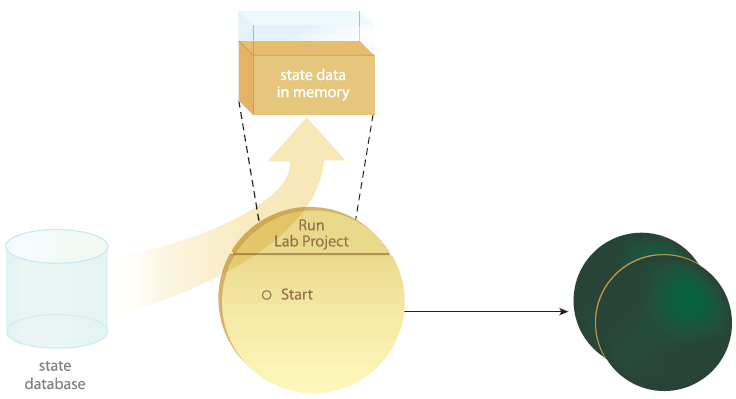 state data
in memory
Run
Lab Project
Start
state
database